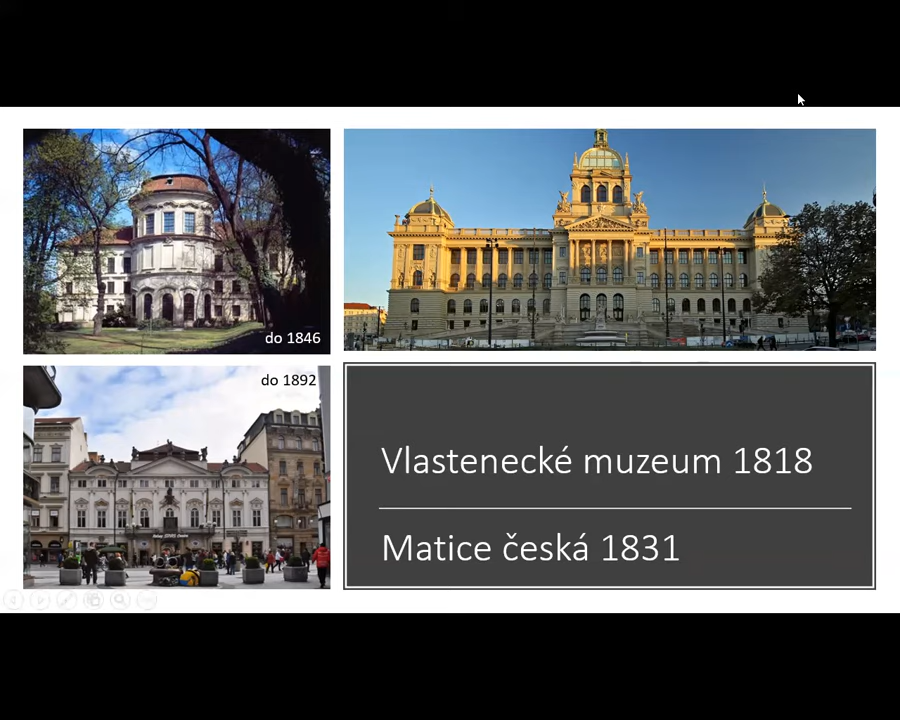 do 1846
do 1892
Vlastenecké muzeum 1818
Matice česká 1831